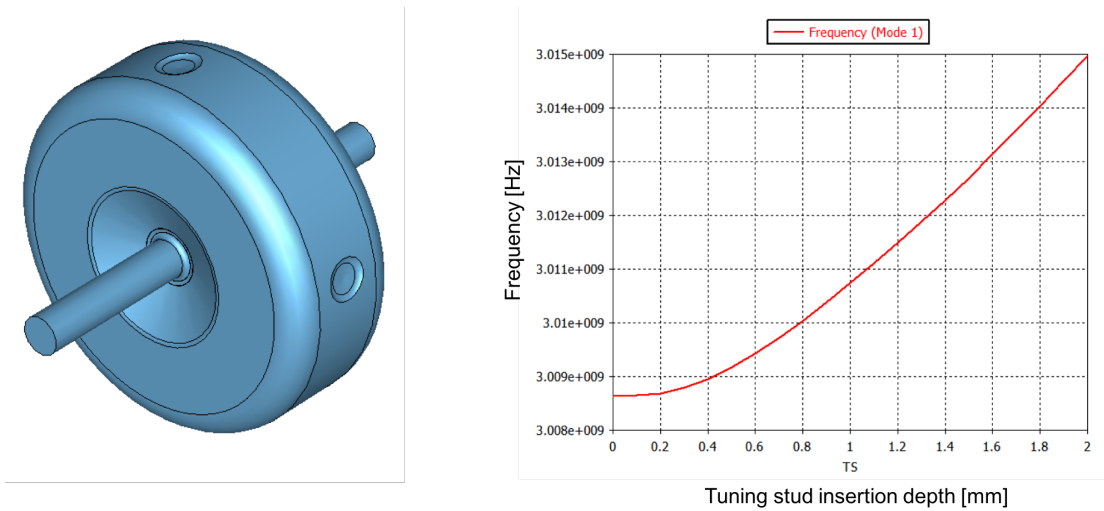 Frequency (Mode 1)
3.015e+009
3.014e+009
3.013e+009
3.012e+009
3.011e+009
3.01e+009
3.009e+009
3.008e+009
Frequency [Hz]
0 0.2 0.4 0.6 0.8 1 1.2 1.4 1.6 1.8 2
TS
Tuning stud insertion depth [mm]